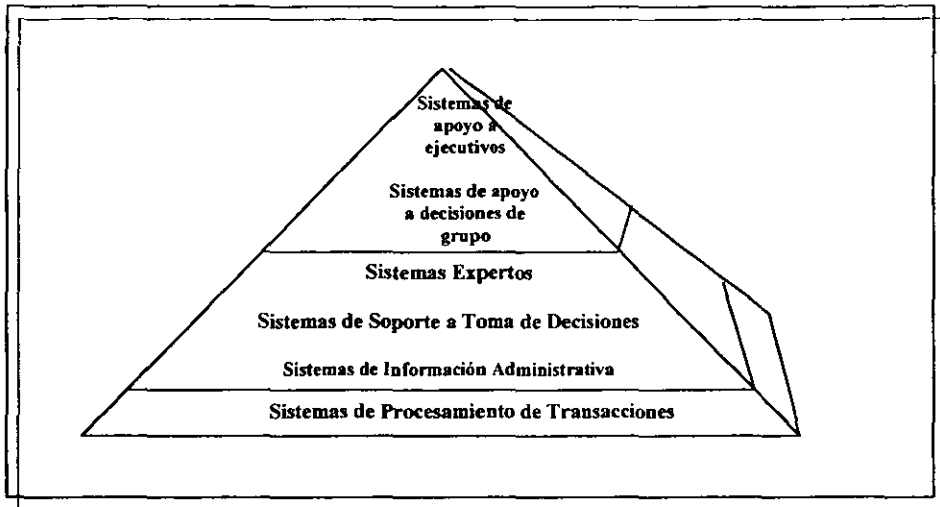 Sistemas de
apoyo a
ejecutivos
Sistemas de apoyo
a decisiones de
grupo
Sistemas Expertos
Sistemas de Soporte a Toma de Decisiones
Sistemas de Información Administrativa
Sistemas de Procesamiento de Transacciones